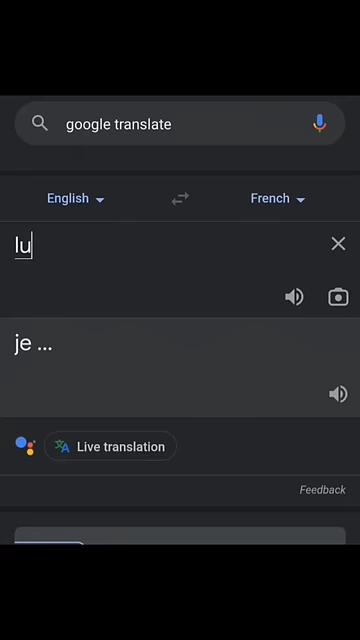 google translate
English
French
lu
je ...
Live translation
Feedback